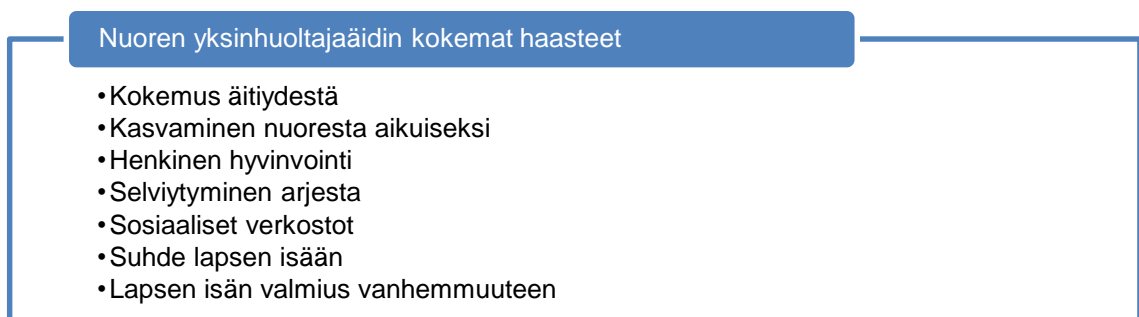 Nuoren yksinhuoltajaäidin kokemat haasteet
•Kokemus äitiydestä
•Kasvaminen nuoresta aikuiseksi
•Henkinen hyvinvointi
•Selviytyminen arjesta
•Sosiaaliset verkostot
•Suhde lapsen isään
•Lapsen isän valmius vanhemmuuteen